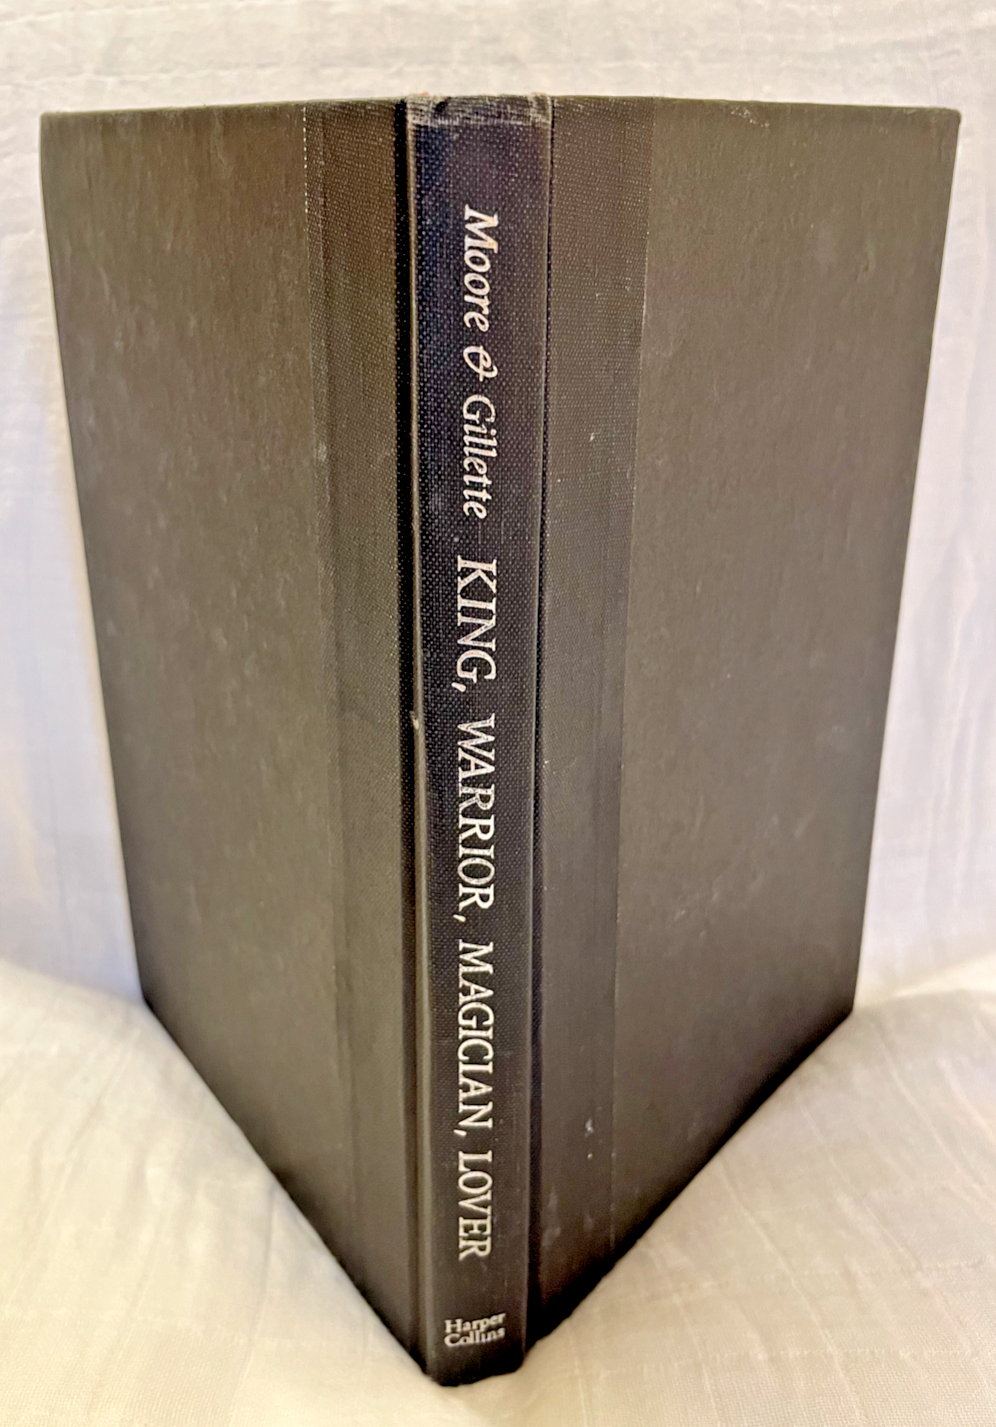 Moore & Gillette KING, WARRIOR, MAGICIAN, LOVER
Harper
Collins